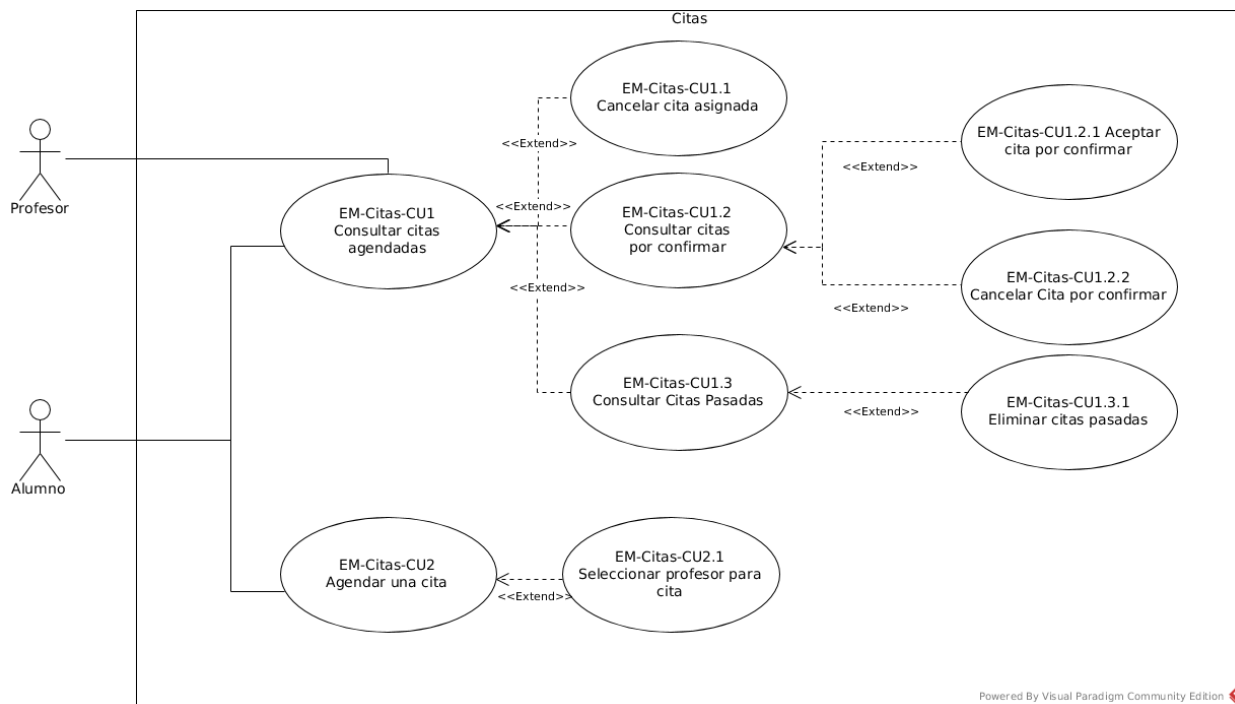 Citas
EM-Citas-CU1.1
Cancelar cita asignada
<<Extend>>
EM-Citas-CU1.2.1 Aceptar
cita por confirmar
<<Extend>>
Profesor
EM-Citas-CU1
Consultar citas
agendadas
<<Extend>>
EM-Citas-CU1.2
Consultar citas
por confirmar
<<Extend>>
EM-Citas-CU1.2.2
Cancelar Cita por confirmar
<<Extend>>
EM-Citas-CU1.3
Consultar Citas Pasadas
<<Extend>>
EM-Citas-CU1.3.1
Eliminar citas pasadas
Alumno
EM-Citas-CU2
Agendar una cita
<<Extend>>
EM-Citas-CU2.1
Seleccionar profesor para
cita
Powered By Visual Paradigm Community Edition